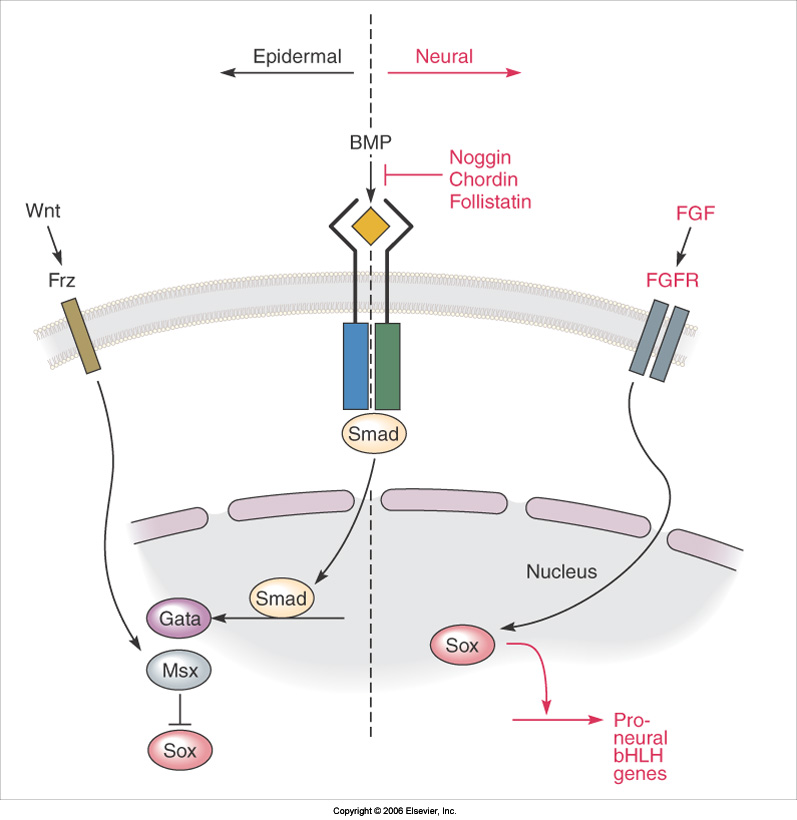 Epidermal
Neural
BMP
Noggin
Chordin
Follistatin
Wnt
Frz
FGF
FGFR
Smad
Nucleus
Smad
Gata
Msx
Sox
Sox
Pro-
neural
bHLH
genes
Copyright © 2006 Elsevier, Inc.